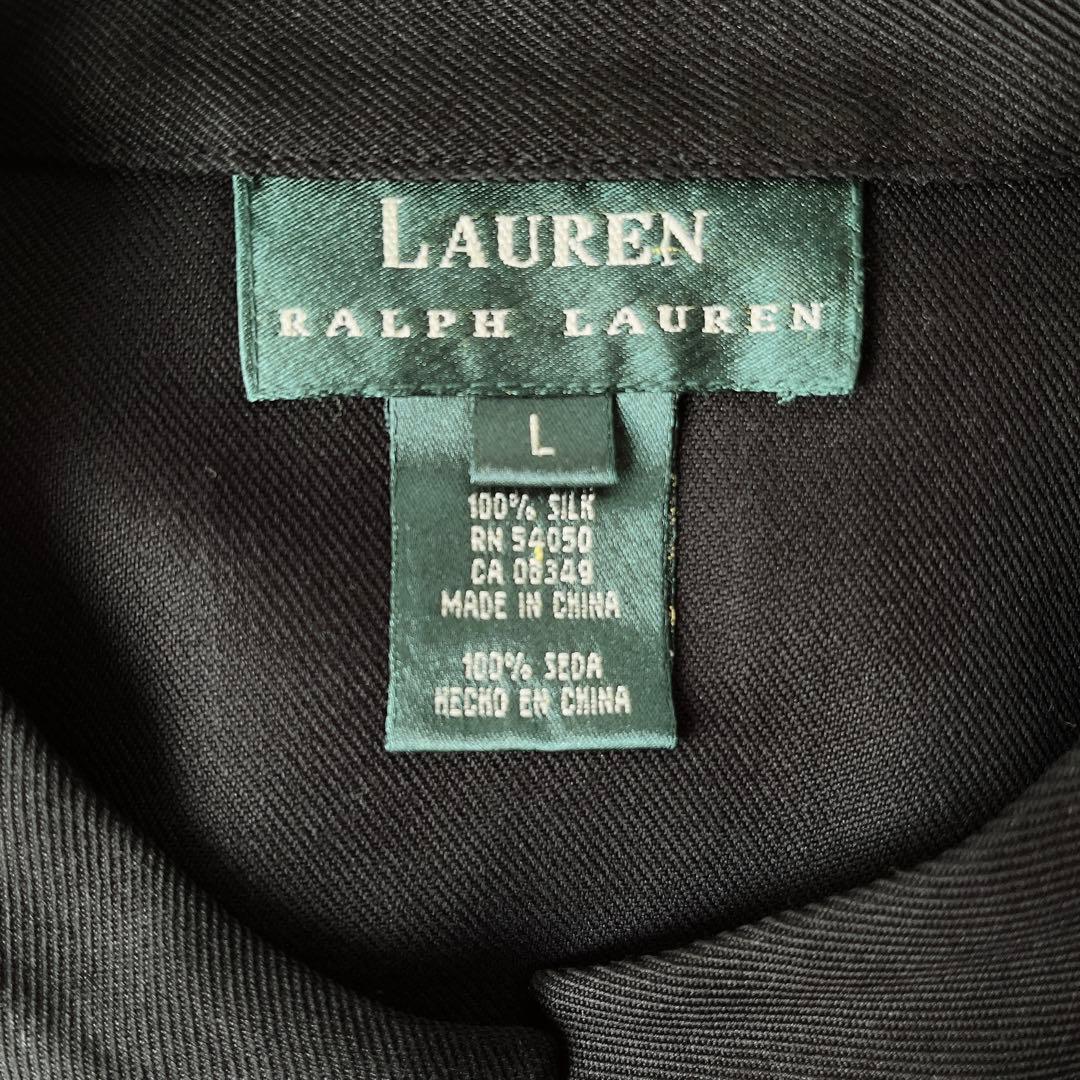 LAUREN
RALPH LAUREN
L
100% SILK
RN 54050
CA 08349
MADE IN CHINA
100% SEDA
HECHO EN CHINA